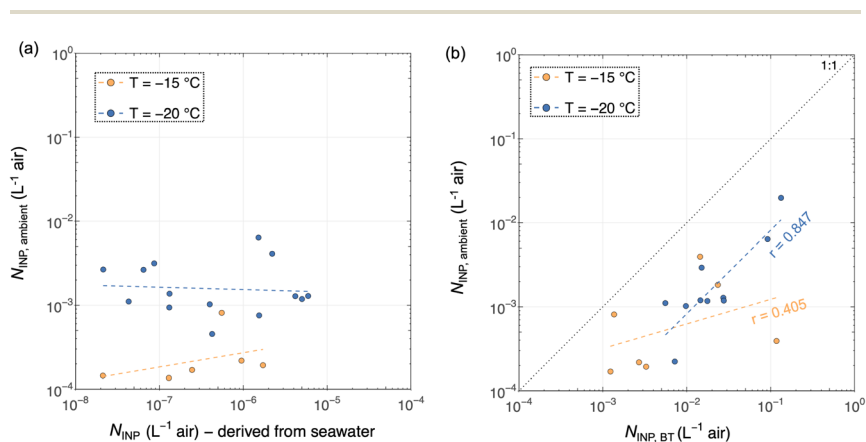 (a)
10⁰
10⁻¹
10⁻²
10⁻³
10⁻⁴
N_INP, ambient (L⁻¹ air)
T = −15 °C
T = −20 °C
10⁻⁸ 10⁻⁷ 10⁻⁶ 10⁻⁵ 10⁻⁴
N_INP (L⁻¹ air) – derived from seawater
(b)
10⁰
10⁻¹
10⁻²
10⁻³
10⁻⁴
N_INP, ambient (L⁻¹ air)
T = −15 °C
T = −20 °C
1:1
r = 0.847
r = 0.405
10⁻⁴ 10⁻³ 10⁻² 10⁻¹ 10⁰
N_INP, BT (L⁻¹ air)